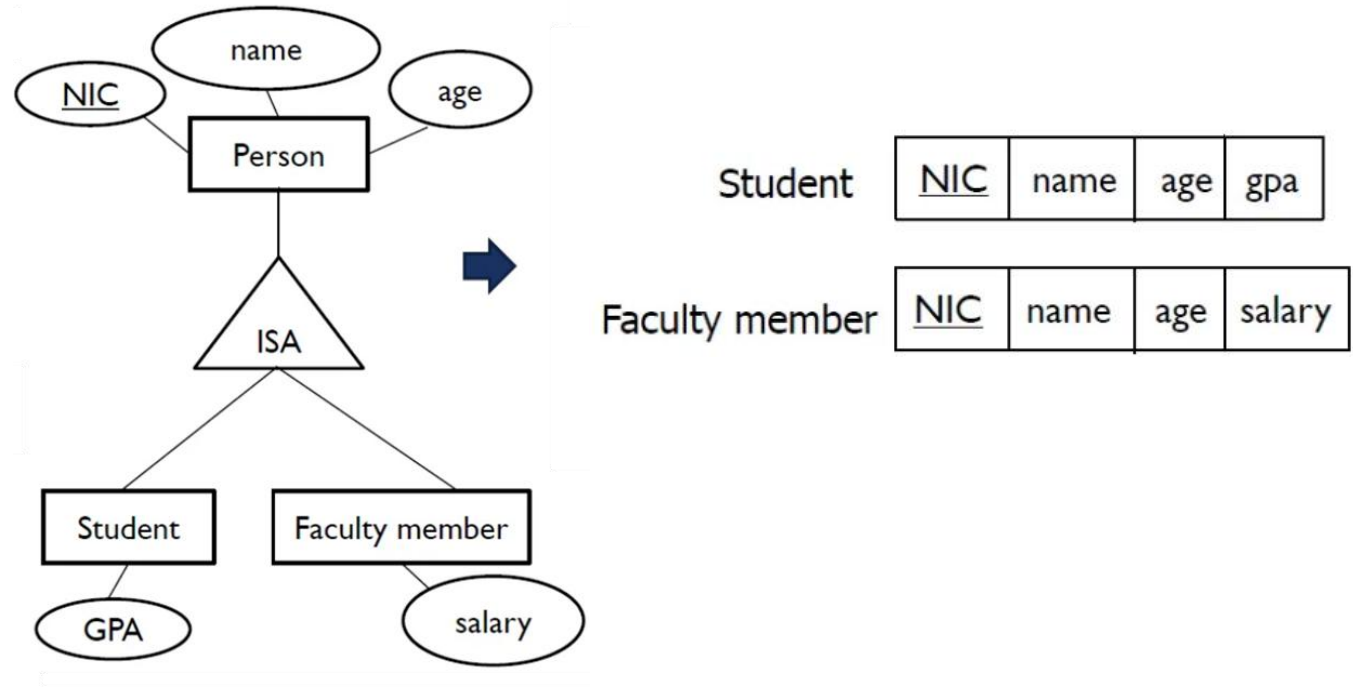 name
NIC
age
Person
ISA
Student
Faculty member
GPA
salary
Student NIC name age gpa
Faculty member NIC name age salary